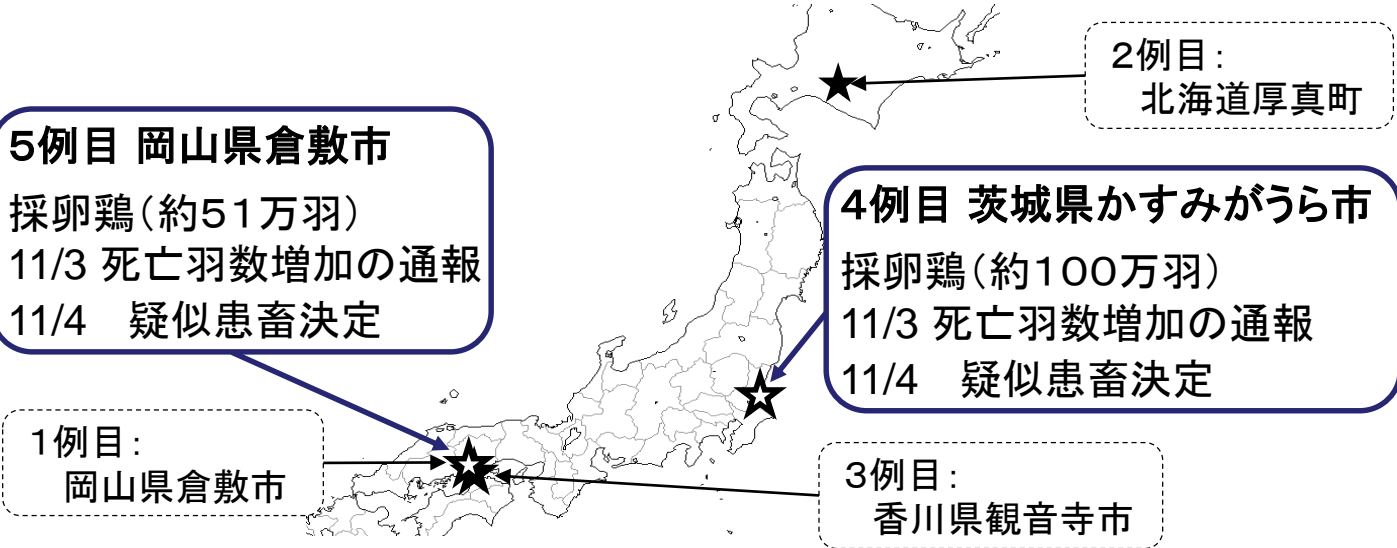 2例目:
北海道厚真町
5例目 岡山県倉敷市
採卵鶏(約51万羽)
11/3 死亡羽数増加の通報
11/4 疑似患畜決定
4例目 茨城県かすみがうら市
採卵鶏(約100万羽)
11/3 死亡羽数増加の通報
11/4 疑似患畜決定
1例目:
岡山県倉敷市
3例目:
香川県観音寺市